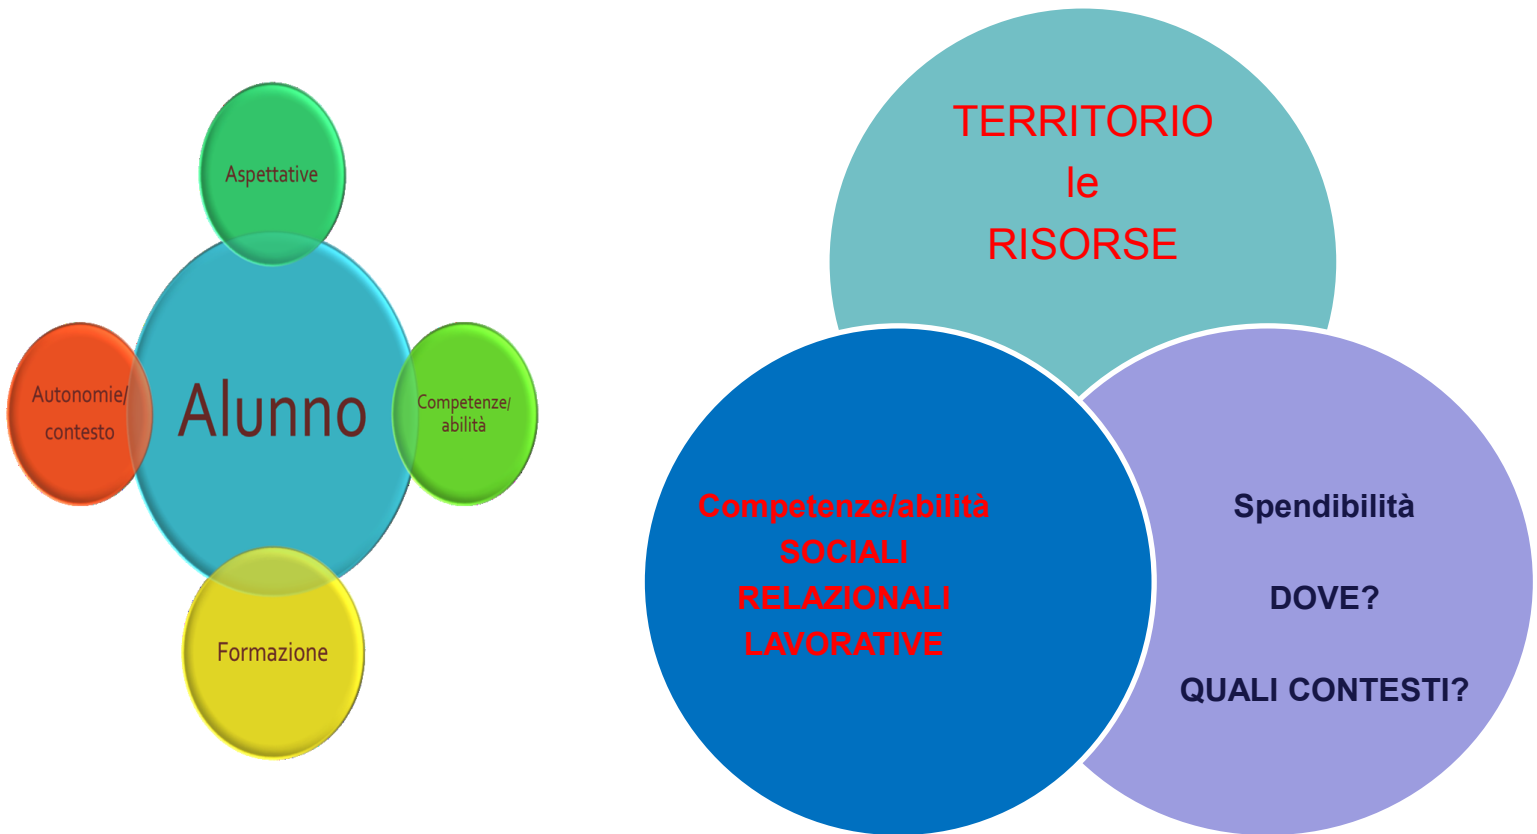 Aspettative
Autonomie/
contesto
Alunno
Competenze/
abilità
Formazione
TERRITORIO
le
RISORSE
Competenze/abilità
SOCIALI
RELAZIONALI
LAVORATIVE
Spendibilità
DOVE?
QUALI CONTESTI?